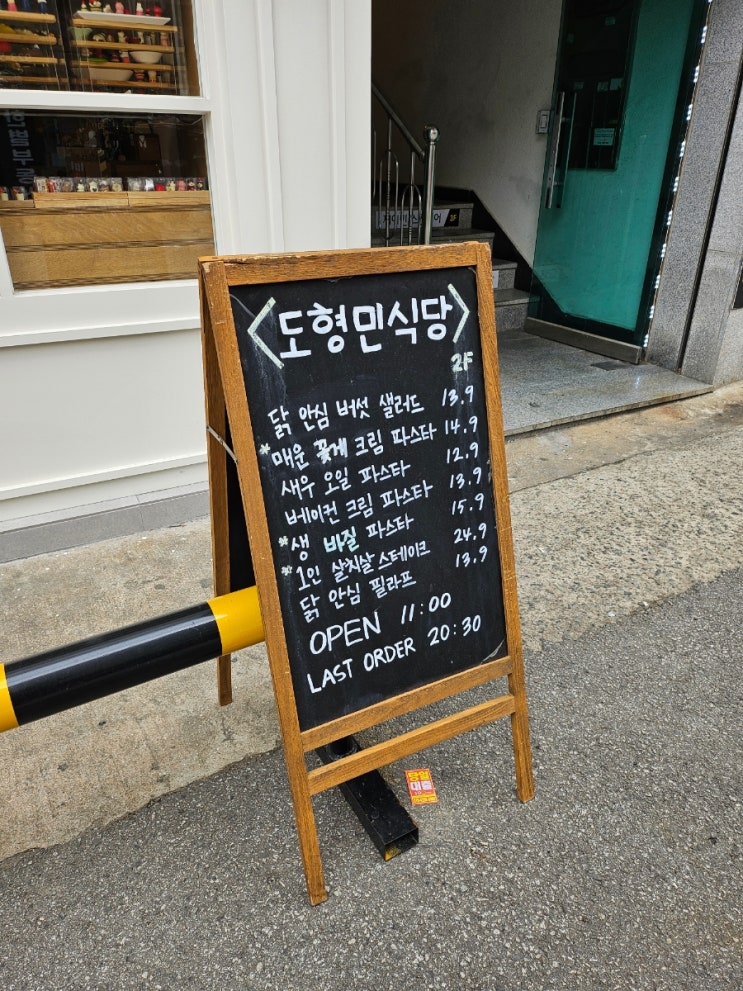 <도형민식당>
2F
닭 안심 버섯 샐러드 13.9
*매운 꽃게 크림 파스타 14.9
새우 오일 파스타 12.9
베이컨 크림 파스타 13.9
*생 바질 파스타 15.9
*1인 살치살 스테이크 24.9
닭 안심 필라프 13.9
OPEN 11:00
LAST ORDER 20:30
당일
대출